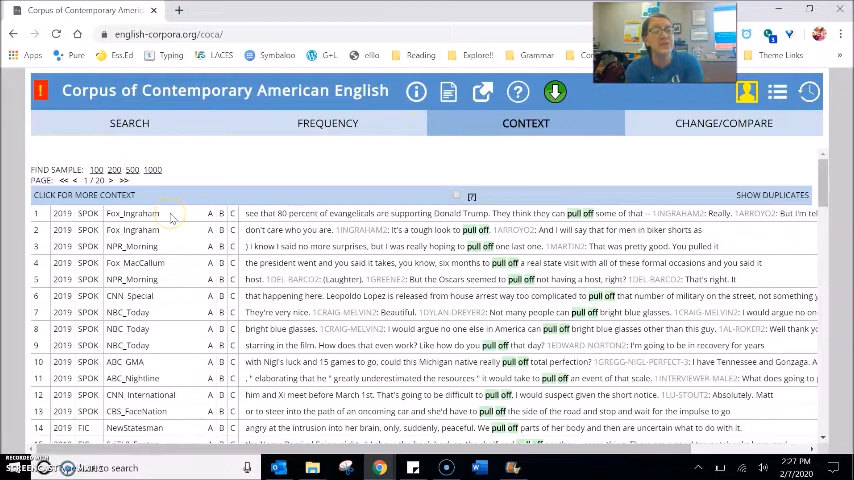 Corpus of Contemporary American E
english-corpora.org/coca/
Apps Pure Ess.Ed Typing LACES Symbaloo G+L elllo Reading Explore!! Grammar Theme Links
Corpus of Contemporary American English
SEARCH FREQUENCY CONTEXT CHANGE/COMPARE
FIND SAMPLE: 100 200 500 1000
PAGE: << < 1 / 20 > >>
CLICK FOR MORE CONTEXT [?] SHOW DUPLICATES
1 2019 SPOK Fox_Ingraham A B C see that 80 percent of evangelicals are supporting Donald Trump. They think they can pull off some of that -- 1INGRAHAM2: Really. 1ARROYO2: But I'm tel
2 2019 SPOK Fox_Ingraham A B C don't care who you are. 1INGRAHAM2: It's a tough look to pull off. 1ARROYO2: And I will say that for men in biker shorts as
3 2019 SPOK NPR_Morning A B C ) I know I said no more surprises, but I was really hoping to pull off one last one. 1MARTIN2: That was pretty good. You pulled it
4 2019 SPOK Fox_MacCallum A B C the president went and you said it takes, you know, six months to pull off a real state visit with all of these confidence and
5 2019 SPOK NPR_Morning A B C host. 1DEL-BARCO2: (Laughter). 1GREENE2: But the Oscars seemed to pull off not having a host, right? 1DEL-BARCO2: That's right. It
6 2019 SPOK CNN_Special A B C that happening here. Leopoldo Lopez is released from house arrest way too complicated to pull off that number of military on the street, not something y
7 2019 SPOK NBC_Today A B C They're very nice. 1CRAIG-MELVIN2: Beautiful. 1DYLAN-DREYER2: Not many people can pull off bright blue glasses. 1CRAIG-MELVIN2: I would argue no one els
8 2019 SPOK NBC_Today A B C bright blue glasses. 1CRAIG-MELVIN2: I would argue no one else in America can pull off bright blue glasses other than this guy. 1AL-ROKER2: Well thank yo
9 2019 SPOK NBC_Today A B C starring in the film. How does that even work? Like how do you pull off that day? 1EDWARD-NORTON2: I'm going to be in recovery for years
10 2019 SPOK ABC_GMA A B C with Nigl's luck and 15 games to go, could this Michigan native really pull off total perfection? 1GREGG-NIGL-PERFECT-3: I have Tennessee and Gonzaga. A
11 2019 SPOK ABC_Nightline A B C , " elaborating that he " greatly underestimated the resources " it would take to pull off an event of that scale. 1INTERVIEWER-MALE2: What does going to
12 2019 SPOK CNN_International A B C him and Xi meet before March 1st. That's going to be difficult to pull off. I would suspect given the short notice. 1LU-STOUT2: Absolutely. Matt
13 2019 SPOK CBS_FaceNation A B C or to steer into the path of an oncoming car and she'd have to pull off the side of the road and stop and wait for the impulse to go
14 2019 FIC NewStatesman A B C angry at the intrusion into her brain, only, suddenly, peaceful. We pull off parts of her body and then are uncertain what to do with it.
RECORDED WITH
Type here to search
2:27 PM
2/7/2020